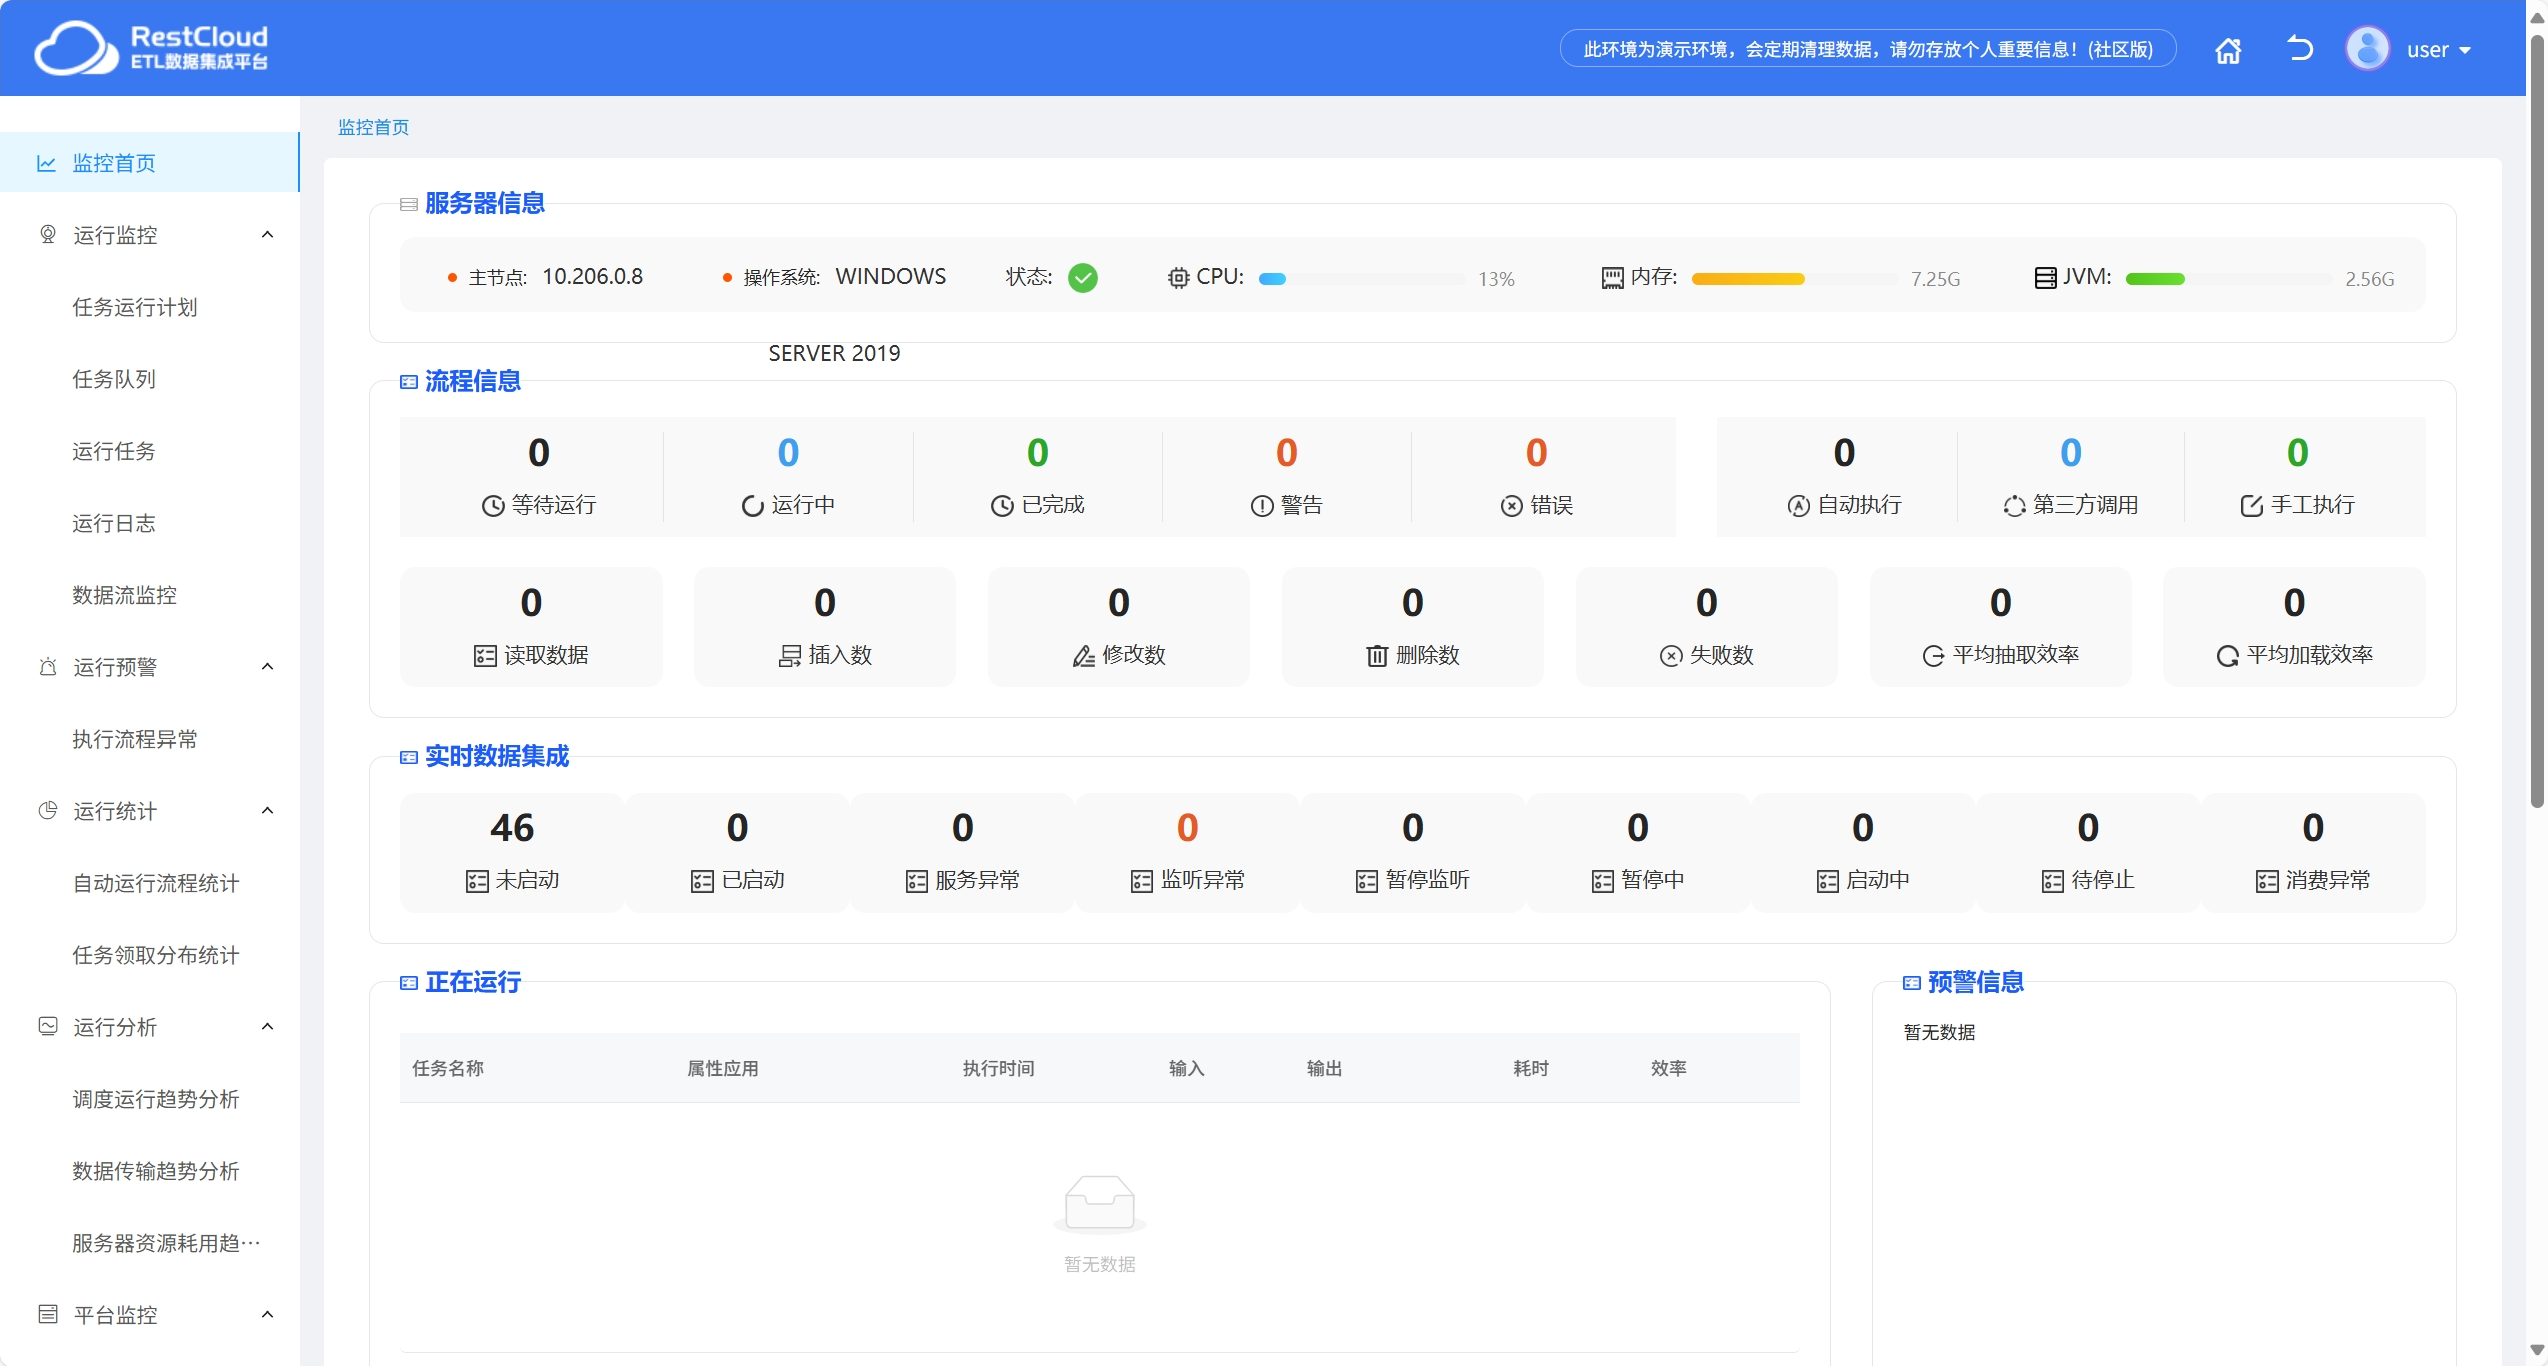 RestCloud
ETL数据集成平台
此环境为演示环境，会定期清理数据，请勿存放个人重要信息！(社区版)
user
监控首页
监控首页
运行监控
任务运行计划
任务队列
运行任务
运行日志
数据流监控
运行预警
执行流程异常
运行统计
自动运行流程统计
任务领取分布统计
运行分析
调度运行趋势分析
数据传输趋势分析
服务器资源耗用趋…
平台监控
服务器信息
主节点: 10.206.0.8 操作系统: WINDOWS 状态: CPU: 13% 内存: 7.25G JVM: 2.56G
SERVER 2019
流程信息
0 0 0 0 0 0 0 0
等待运行 运行中 已完成 警告 错误 自动执行 第三方调用 手工执行
0 0 0 0 0 0 0
读取数据 插入数 修改数 删除数 失败数 平均抽取效率 平均加载效率
实时数据集成
46 0 0 0 0 0 0 0 0
未启动 已启动 服务异常 监听异常 暂停监听 暂停中 启动中 待停止 消费异常
正在运行
任务名称 属性应用 执行时间 输入 输出 耗时 效率
暂无数据
预警信息
暂无数据